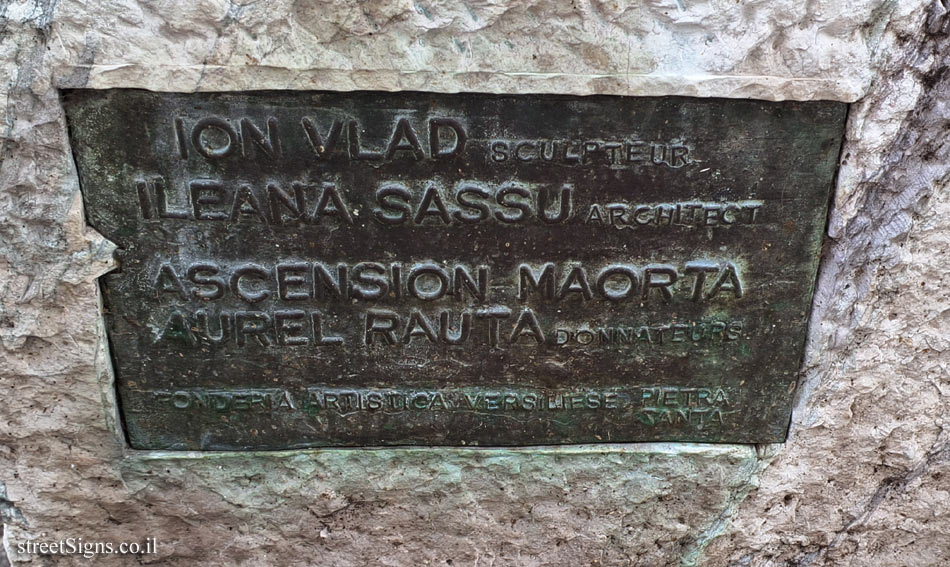 ION VLAD SCULPTEUR
ILEANA SASSU ARCHITECT
ASCENSION MAORTA
AUREL RAUTA DONNATEURS
FONDERIA ARTISTICA VERSILIESE PIETRA
SANTA
streetSigns.co.il